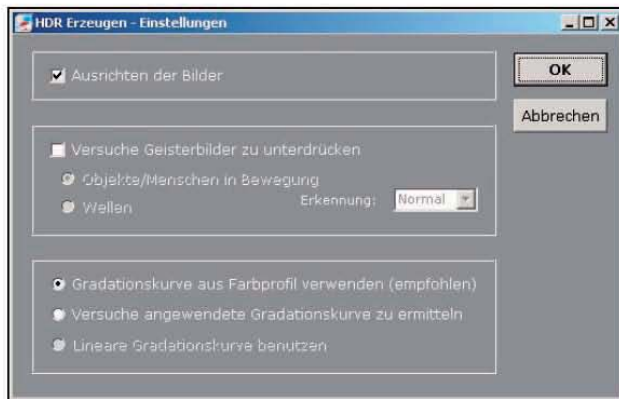 HDR Erzeugen - Einstellungen
Ausrichten der Bilder
OK
Abbrechen
Versuche Geisterbilder zu unterdrücken
Objekte/Menschen in Bewegung
Wellen
Erkennung:
Normal
Gradationskurve aus Farbprofil verwenden (empfohlen)
Versuche angewendete Gradationskurve zu ermitteln
Lineare Gradationskurve benutzen